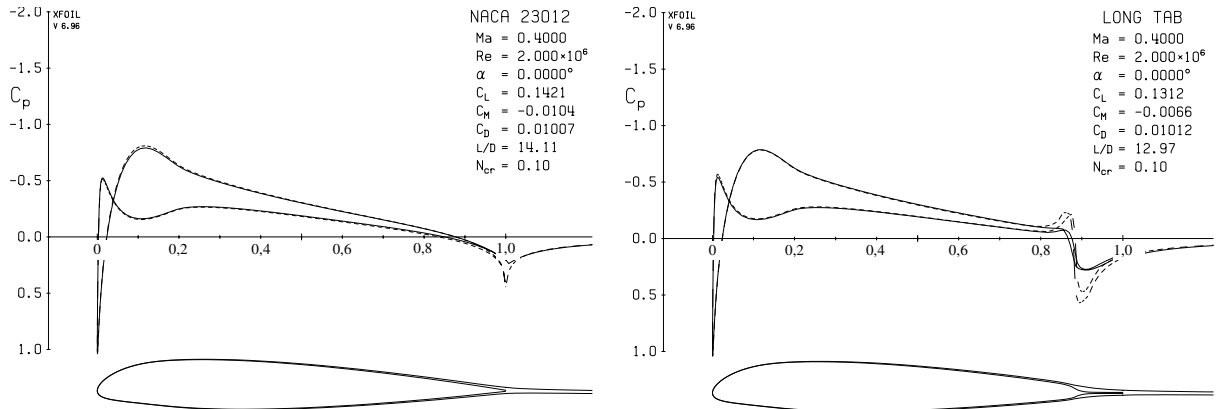 XFOIL
V 6.96
NACA 23012
Ma = 0.4000
Re = 2.000×10⁶
α = 0.0000°
C_L = 0.1421
C_M = -0.0104
C_D = 0.01007
L/D = 14.11
N_cr = 0.10
-2.0
-1.5
C_p
-1.0
-0.5
0.0
0 0,2 0,4 0,6 0,8 1,0
0.5
1.0
XFOIL
V 6.96
LONG TAB
Ma = 0.4000
Re = 2.000×10⁶
α = 0.0000°
C_L = 0.1312
C_M = -0.0066
C_D = 0.01012
L/D = 12.97
N_cr = 0.10
-2.0
-1.5
C_p
-1.0
-0.5
0.0
0 0,2 0,4 0,6 0,8 1,0
0.5
1.0